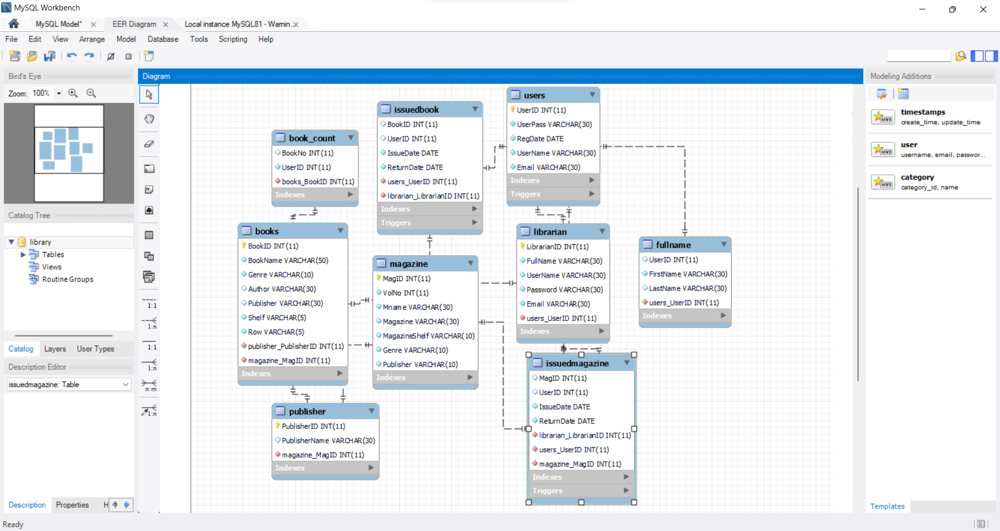 MySQL Workbench
MySQL Model*
EER Diagram
Local instance MySQL81 - Warnin...
File Edit View Arrange Model Database Tools Scripting Help
Bird's Eye
Zoom: 100%
Catalog Tree
library
Tables
Views
Routine Groups
Catalog Layers User Types
Description Editor
issuedmagazine: Table
Description Properties H
Ready
1:1
1:n
1:1
1:n
n:m
1:n
Diagram
book_count
BookNo INT(11)
UserID INT(11)
books_BookID INT(11)
Indexes
issuedbook
BookID INT(11)
UserID INT(11)
IssueDate DATE
ReturnDate DATE
users_UserID INT(11)
librarian_LibrarianID INT(11)
Indexes
Triggers
users
UserID INT(11)
UserPass VARCHAR(30)
RegDate DATE
UserName VARCHAR(30)
Email VARCHAR(30)
Indexes
Triggers
books
BookID INT(11)
BookName VARCHAR(50)
Genre VARCHAR(10)
Author VARCHAR(30)
Publisher VARCHAR(30)
Shelf VARCHAR(5)
Row VARCHAR(5)
publisher_PublisherID INT(11)
magazine_MagID INT(11)
Indexes
magazine
MagID INT(11)
VolNo INT(11)
Mname VARCHAR(30)
Magazine VARCHAR(30)
MagazineShelf VARCHAR(10)
Genre VARCHAR(10)
Publisher VARCHAR(10)
Indexes
librarian
LibrarianID INT(11)
FullName VARCHAR(30)
UserName VARCHAR(30)
Password VARCHAR(30)
Email VARCHAR(30)
users_UserID INT(11)
Indexes
fullname
UserID INT(11)
FirstName VARCHAR(30)
LastName VARCHAR(30)
users_UserID INT(11)
Indexes
publisher
PublisherID INT(11)
PublisherName VARCHAR(30)
magazine_MagID INT(11)
Indexes
issuedmagazine
MagID INT(11)
UserID INT(11)
IssueDate DATE
ReturnDate DATE
librarian_LibrarianID INT(11)
users_UserID INT(11)
magazine_MagID INT(11)
Indexes
Triggers
Modeling Additions
MWB
timestamps
create_time, update_time
MWB
user
username, email, passwor...
MWB
category
category_id, name
Templates